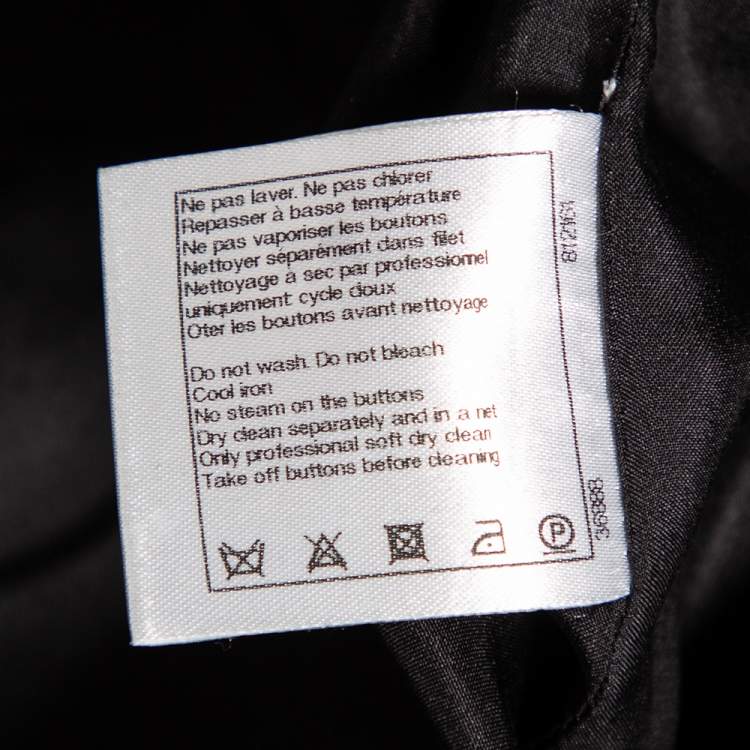 Ne pas laver. Ne pas chlorer
Repasser à basse température
Ne pas vaporiser les boutons
Nettoyer séparément dans filet
Nettoyage à sec par professionnel
uniquement cycle doux
Oter les boutons avant nettoyage
Do not wash. Do not bleach
Cool iron
No steam on the buttons
Dry clean separately and in a net
Only professional soft dry clean
Take off buttons before cleaning
P